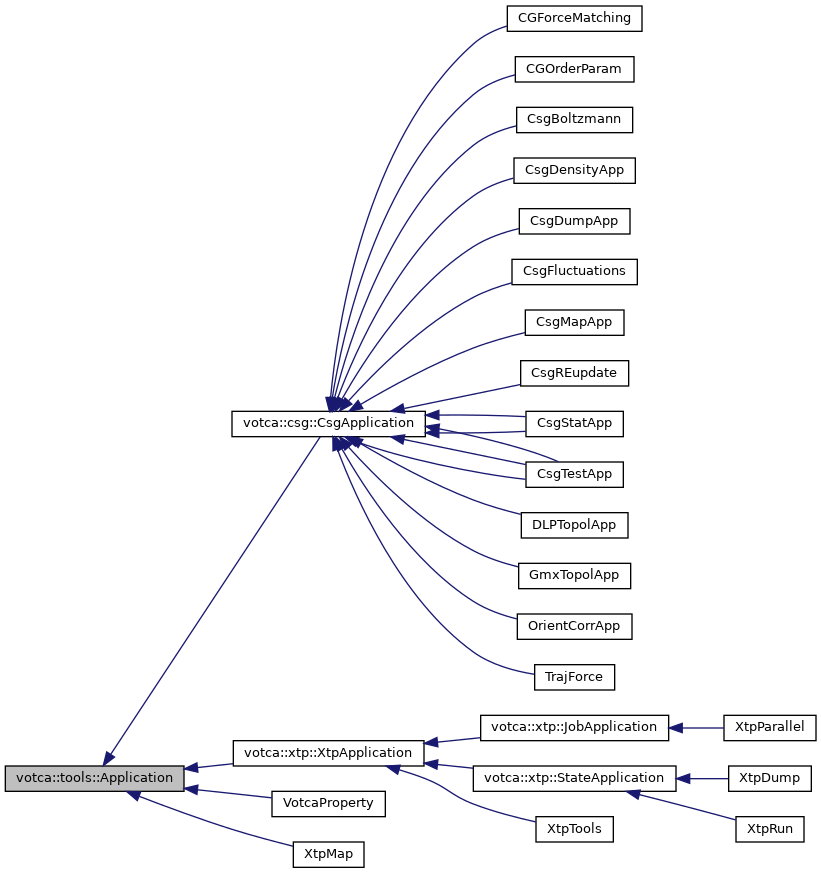 CGForceMatching
CGOrderParam
CsgBoltzmann
CsgDensityApp
CsgDumpApp
CsgFluctuations
CsgMapApp
CsgREupdate
votca::csg::CsgApplication
CsgStatApp
CsgTestApp
DLPTopolApp
GmxTopolApp
OrientCorrApp
TrajForce
votca::xtp::JobApplication
XtpParallel
votca::xtp::XtpApplication
votca::tools::Application
votca::xtp::StateApplication
XtpDump
VotcaProperty
XtpTools
XtpRun
XtpMap